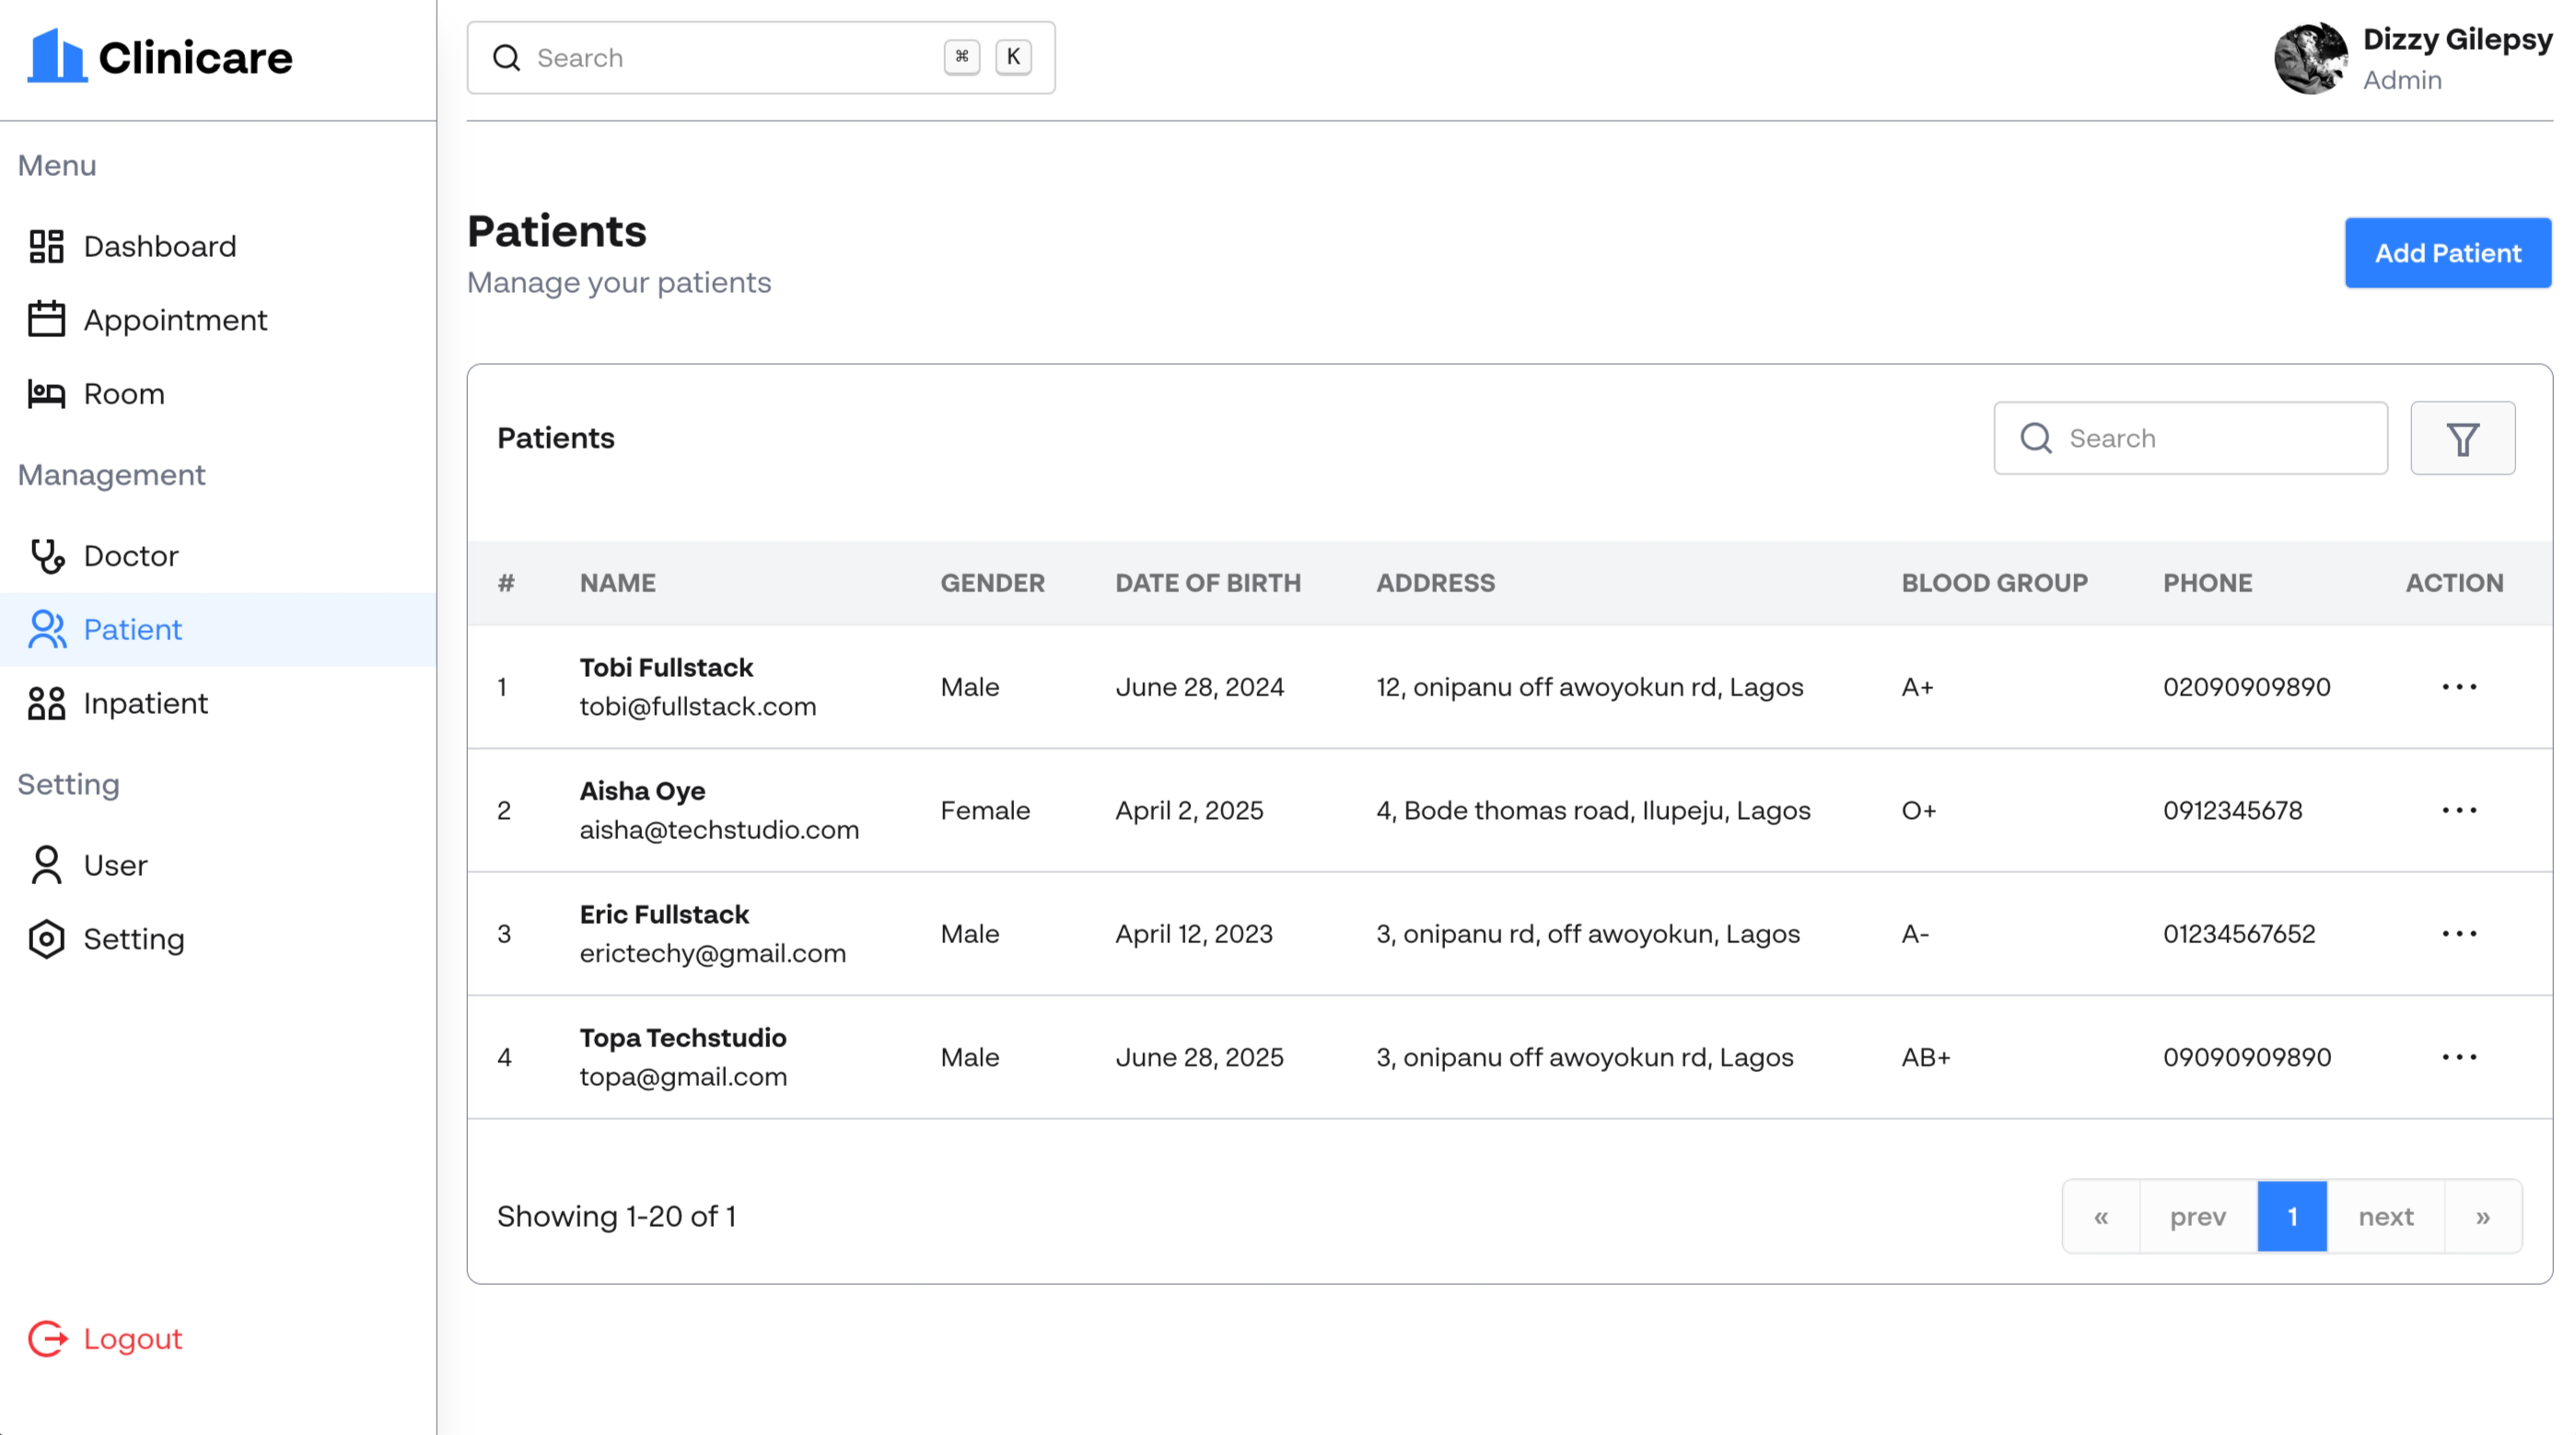 Clinicare
Search ⌘ K
Dizzy Gilepsy
Admin
Menu
Dashboard
Appointment
Room
Management
Doctor
Patient
Inpatient
Setting
User
Setting
Logout
Patients
Manage your patients
Add Patient
Patients
Search
# NAME GENDER DATE OF BIRTH ADDRESS BLOOD GROUP PHONE ACTION
1 Tobi Fullstack Male June 28, 2024 12, onipanu off awoyokun rd, Lagos A+ 02090909890 ...
tobi@fullstack.com
2 Aisha Oye Female April 2, 2025 4, Bode thomas road, Ilupeju, Lagos O+ 0912345678 ...
aisha@techstudio.com
3 Eric Fullstack Male April 12, 2023 3, onipanu rd, off awoyokun, Lagos A- 01234567652 ...
erictechy@gmail.com
4 Topa Techstudio Male June 28, 2025 3, onipanu off awoyokun rd, Lagos AB+ 09090909890 ...
topa@gmail.com
Showing 1-20 of 1
« prev 1 next »